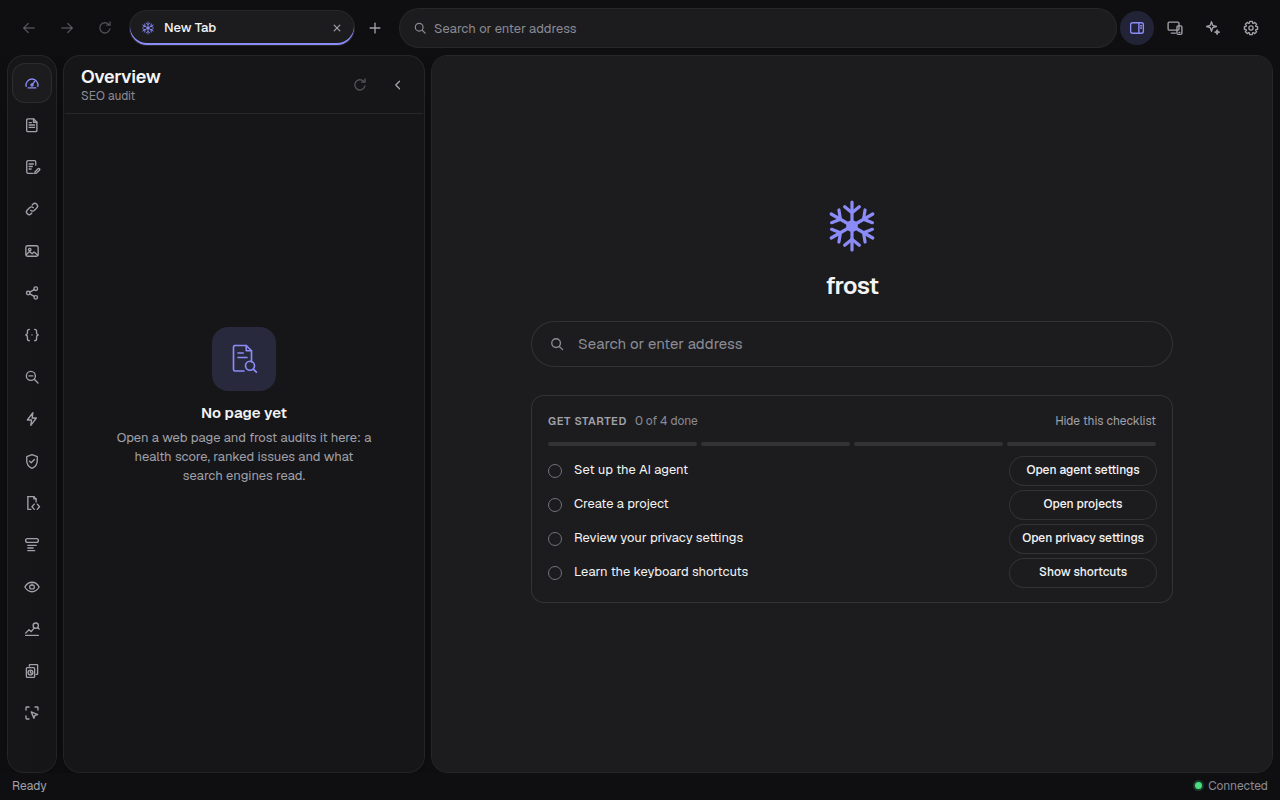 New Tab
Search or enter address
Overview
SEO audit
No page yet
Open a web page and frost audits it here: a
health score, ranked issues and what
search engines read.
frost
Search or enter address
GET STARTED 0 of 4 done
Hide this checklist
Set up the AI agent
Open agent settings
Create a project
Open projects
Review your privacy settings
Open privacy settings
Learn the keyboard shortcuts
Show shortcuts
Ready
Connected